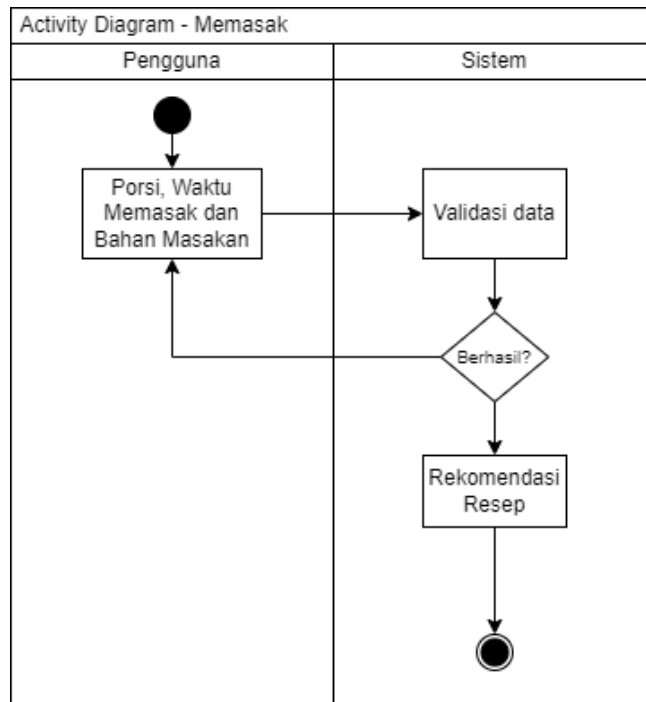 Activity Diagram - Memasak
Pengguna
Sistem
Porsi, Waktu
Memasak dan
Bahan Masakan
Validasi data
Berhasil?
Rekomendasi
Resep